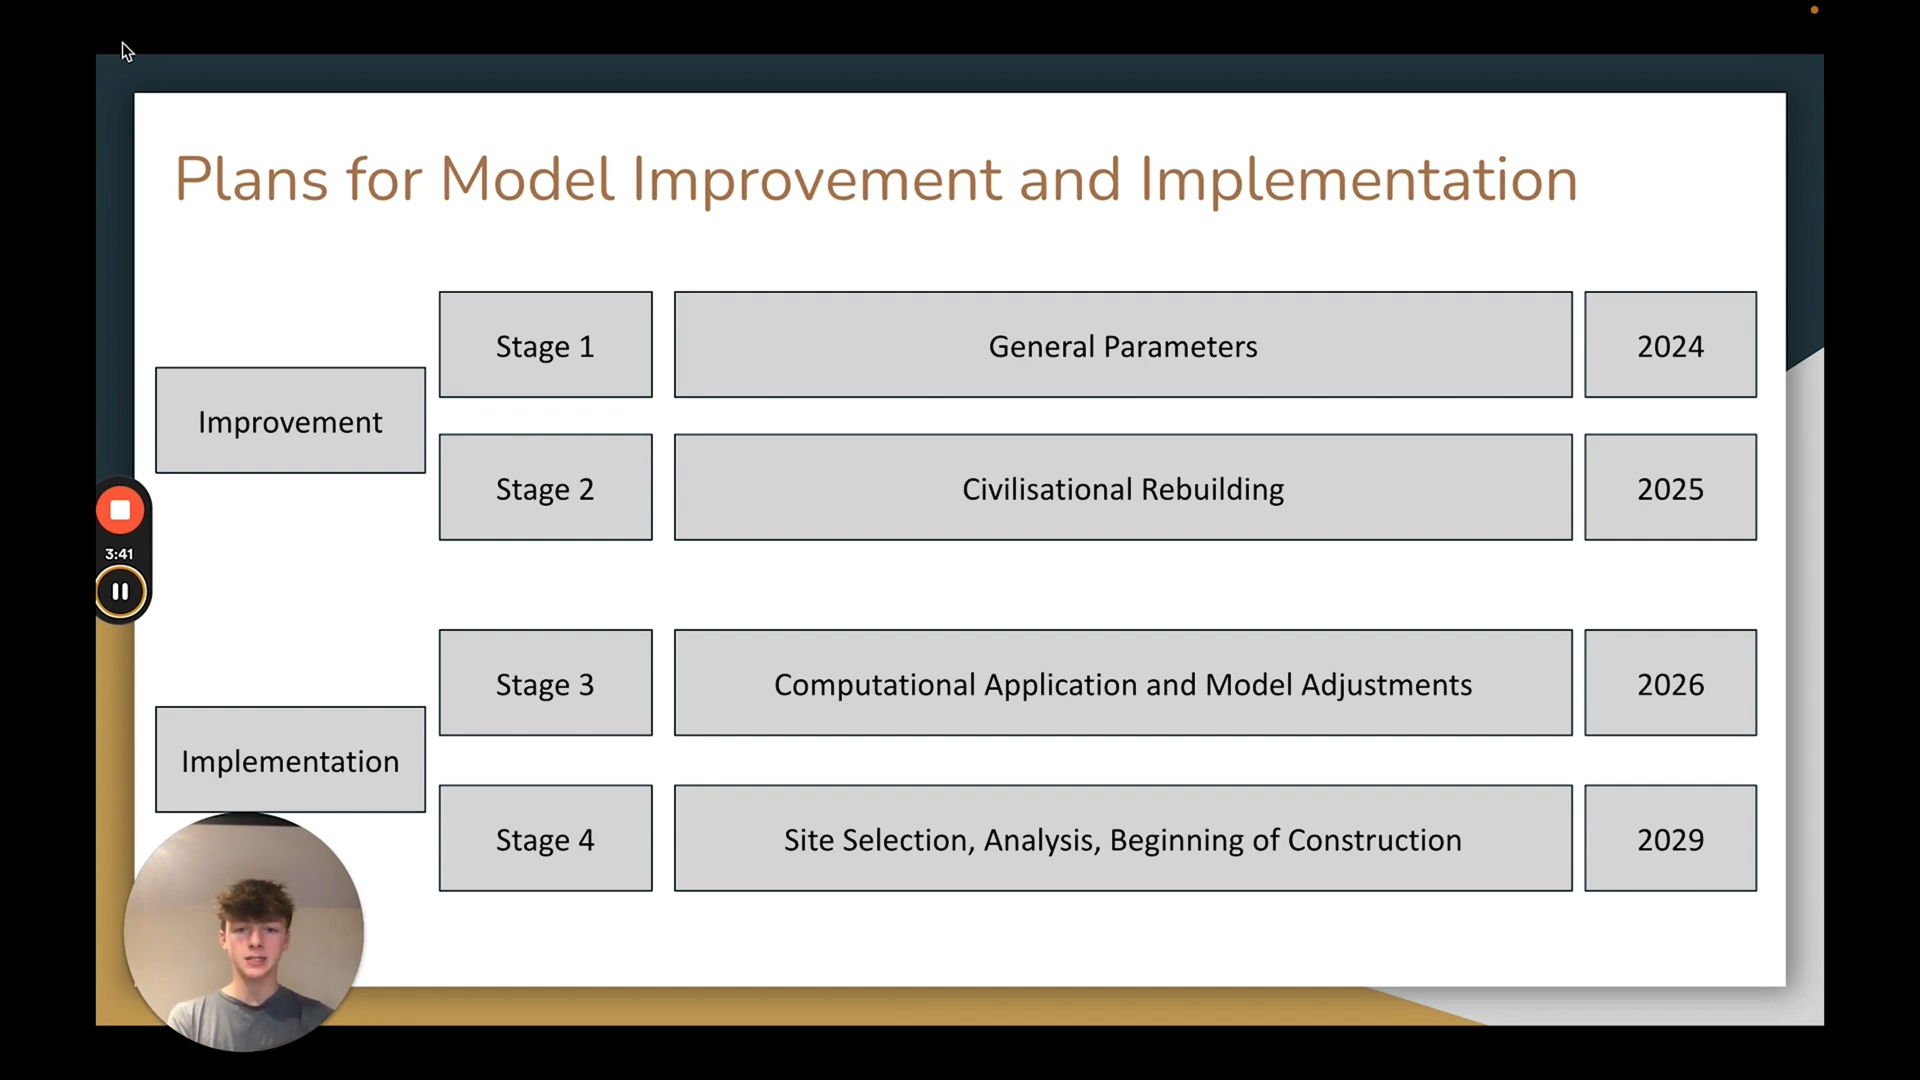 Plans for Model Improvement and Implementation
Improvement
Stage 1
General Parameters
2024
Stage 2
Civilisational Rebuilding
2025
3:41
Implementation
Stage 3
Computational Application and Model Adjustments
2026
Stage 4
Site Selection, Analysis, Beginning of Construction
2029